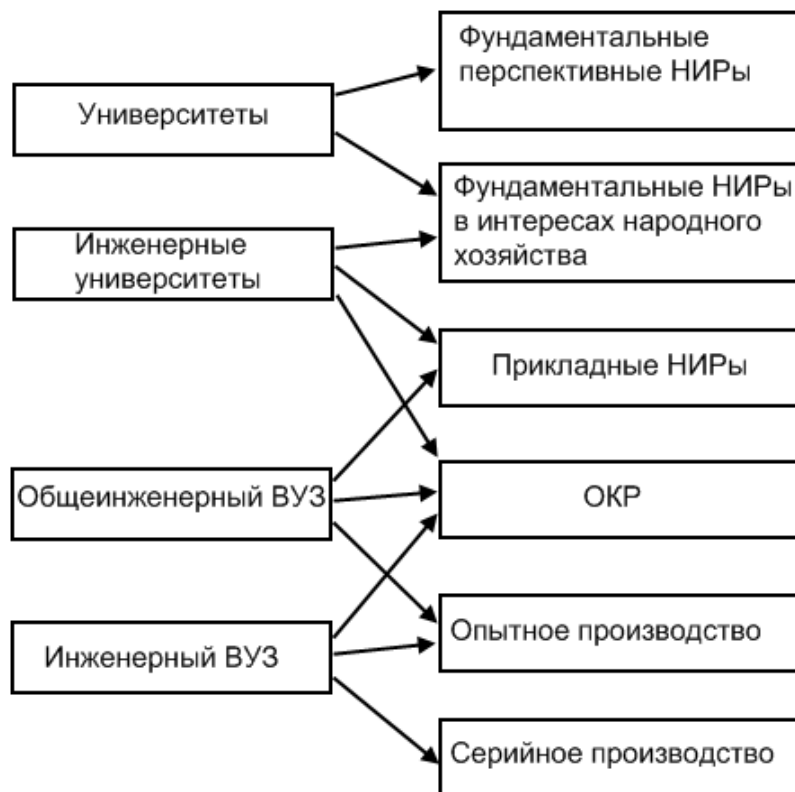 Университеты
Инженерные
университеты
Общеинженерный ВУЗ
Инженерный ВУЗ
Фундаментальные
перспективные НИРы
Фундаментальные НИРы
в интересах народного
хозяйства
Прикладные НИРы
ОКР
Опытное производство
Серийное производство